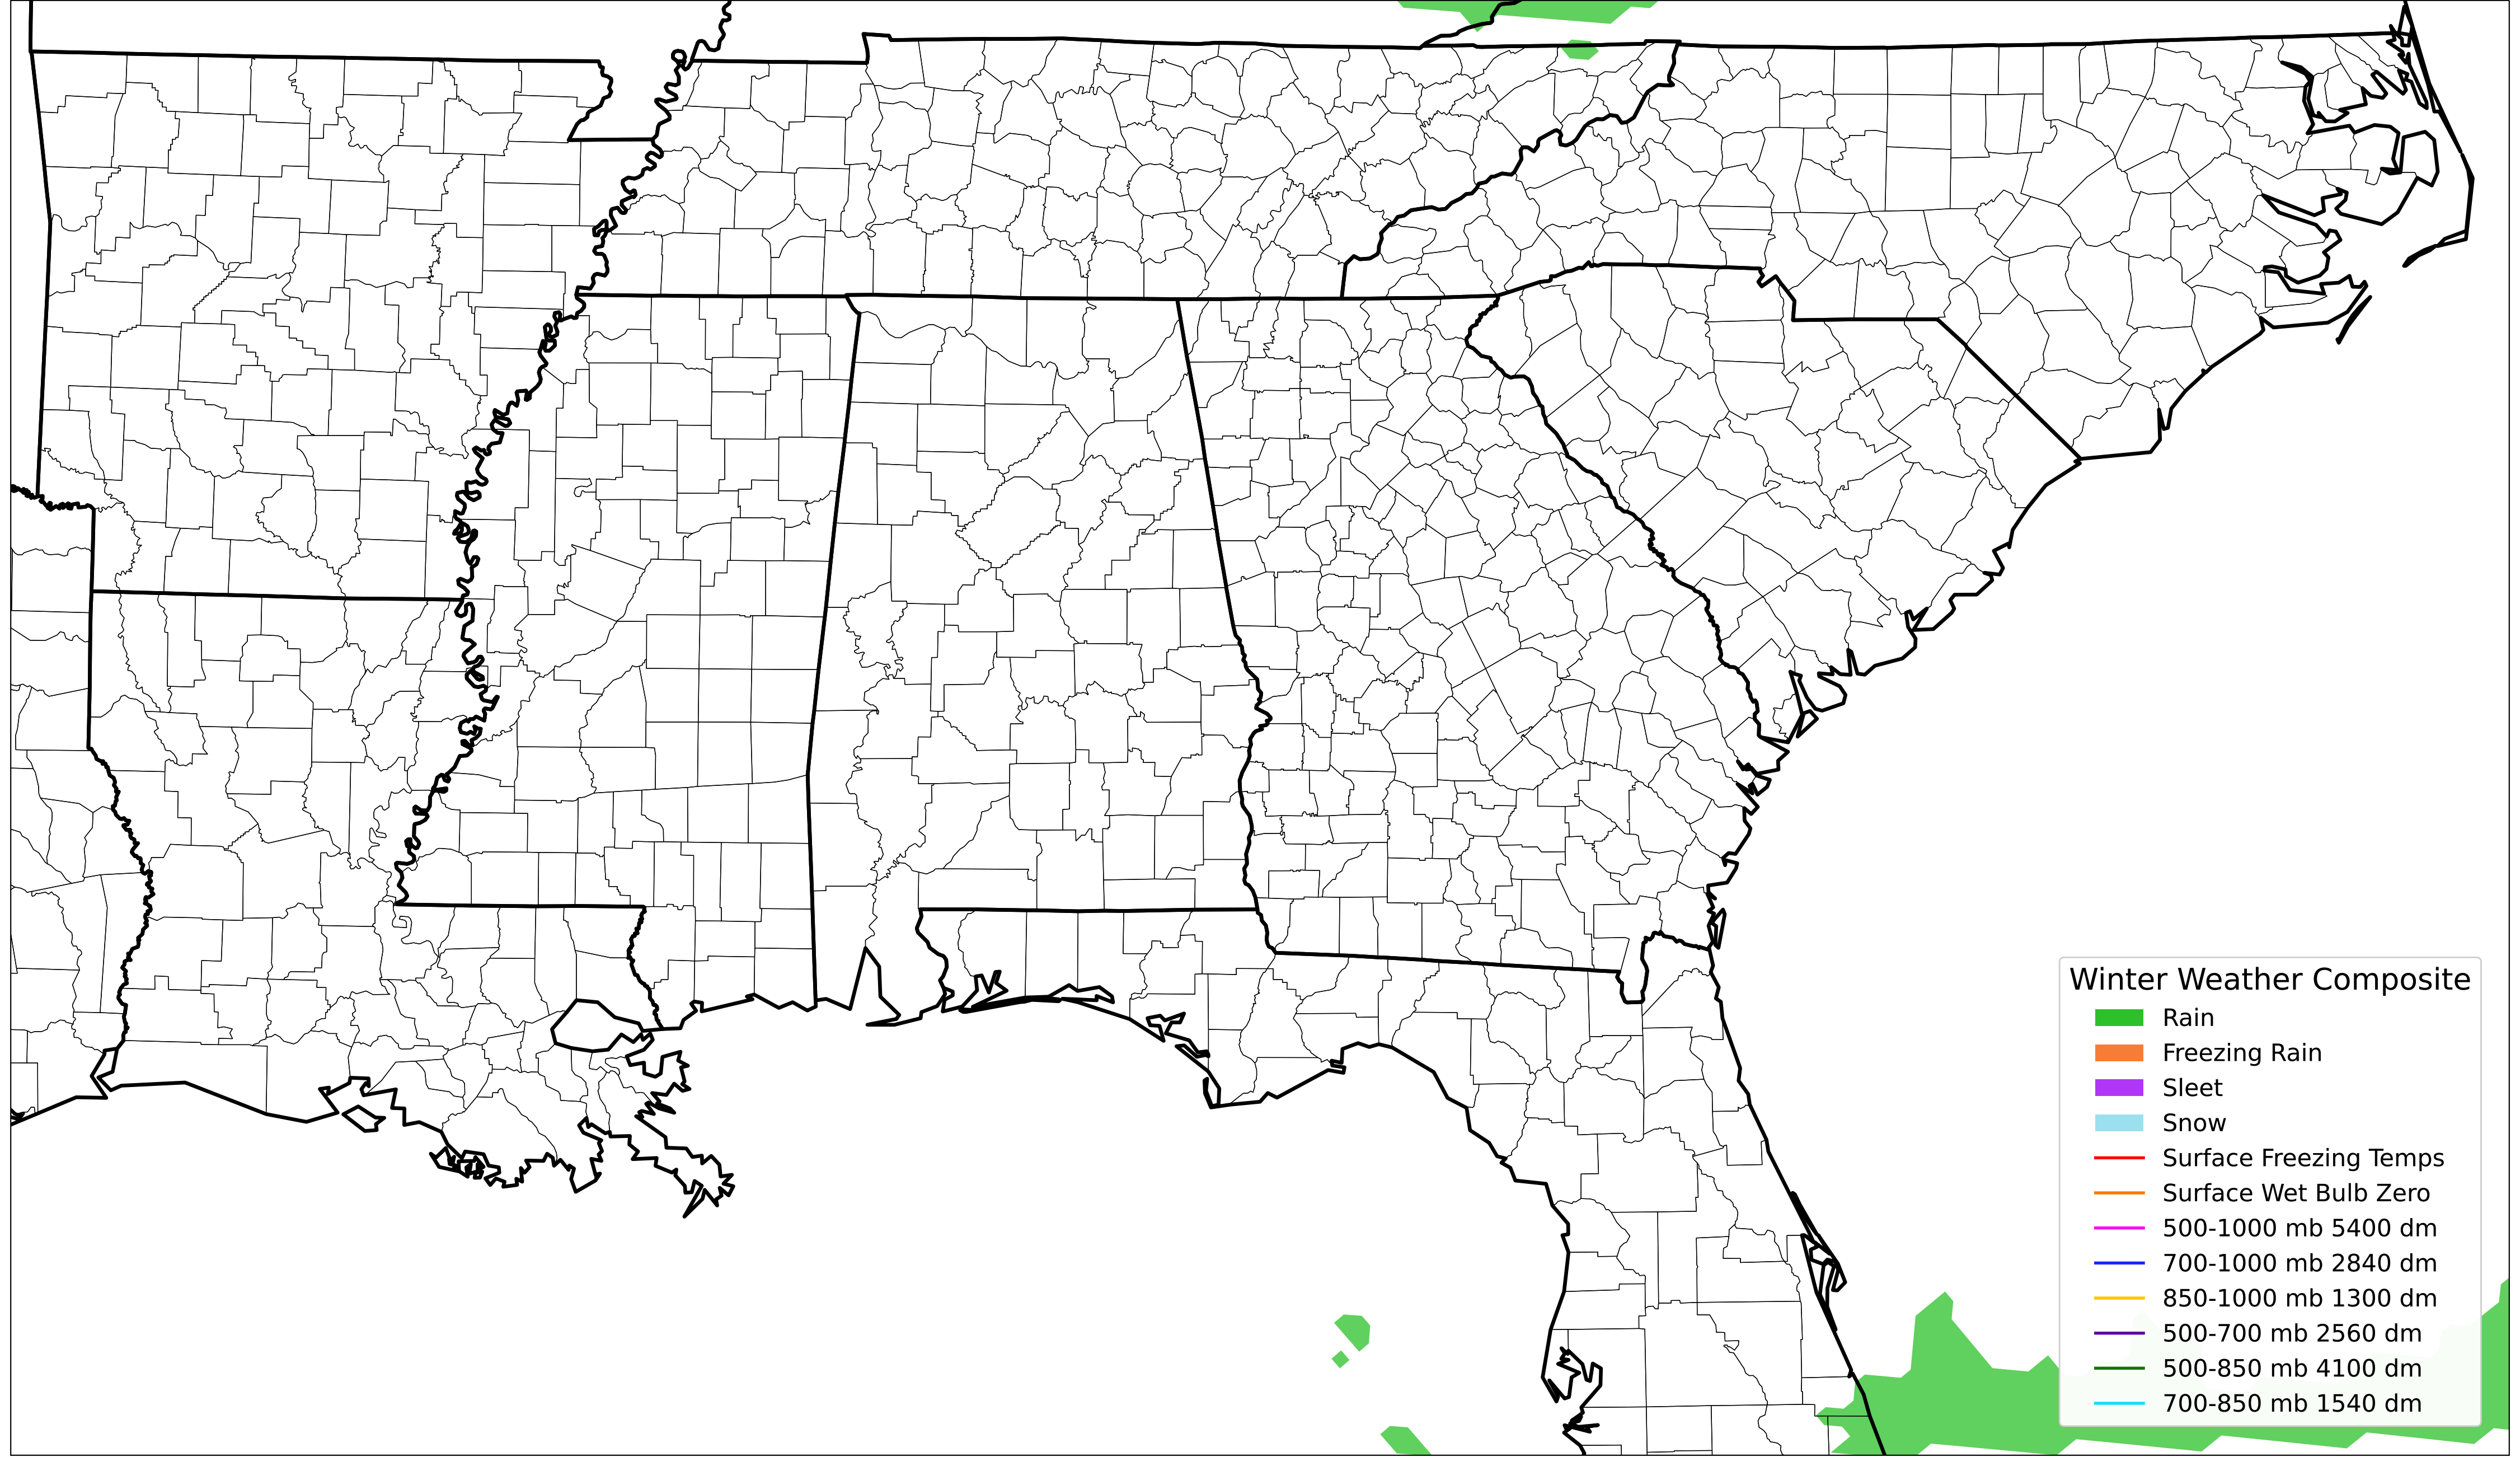 Winter Weather Composite
Rain
Freezing Rain
Sleet
Snow
Surface Freezing Temps
Surface Wet Bulb Zero
500-1000 mb 5400 dm
700-1000 mb 2840 dm
850-1000 mb 1300 dm
500-700 mb 2560 dm
500-850 mb 4100 dm
700-850 mb 1540 dm